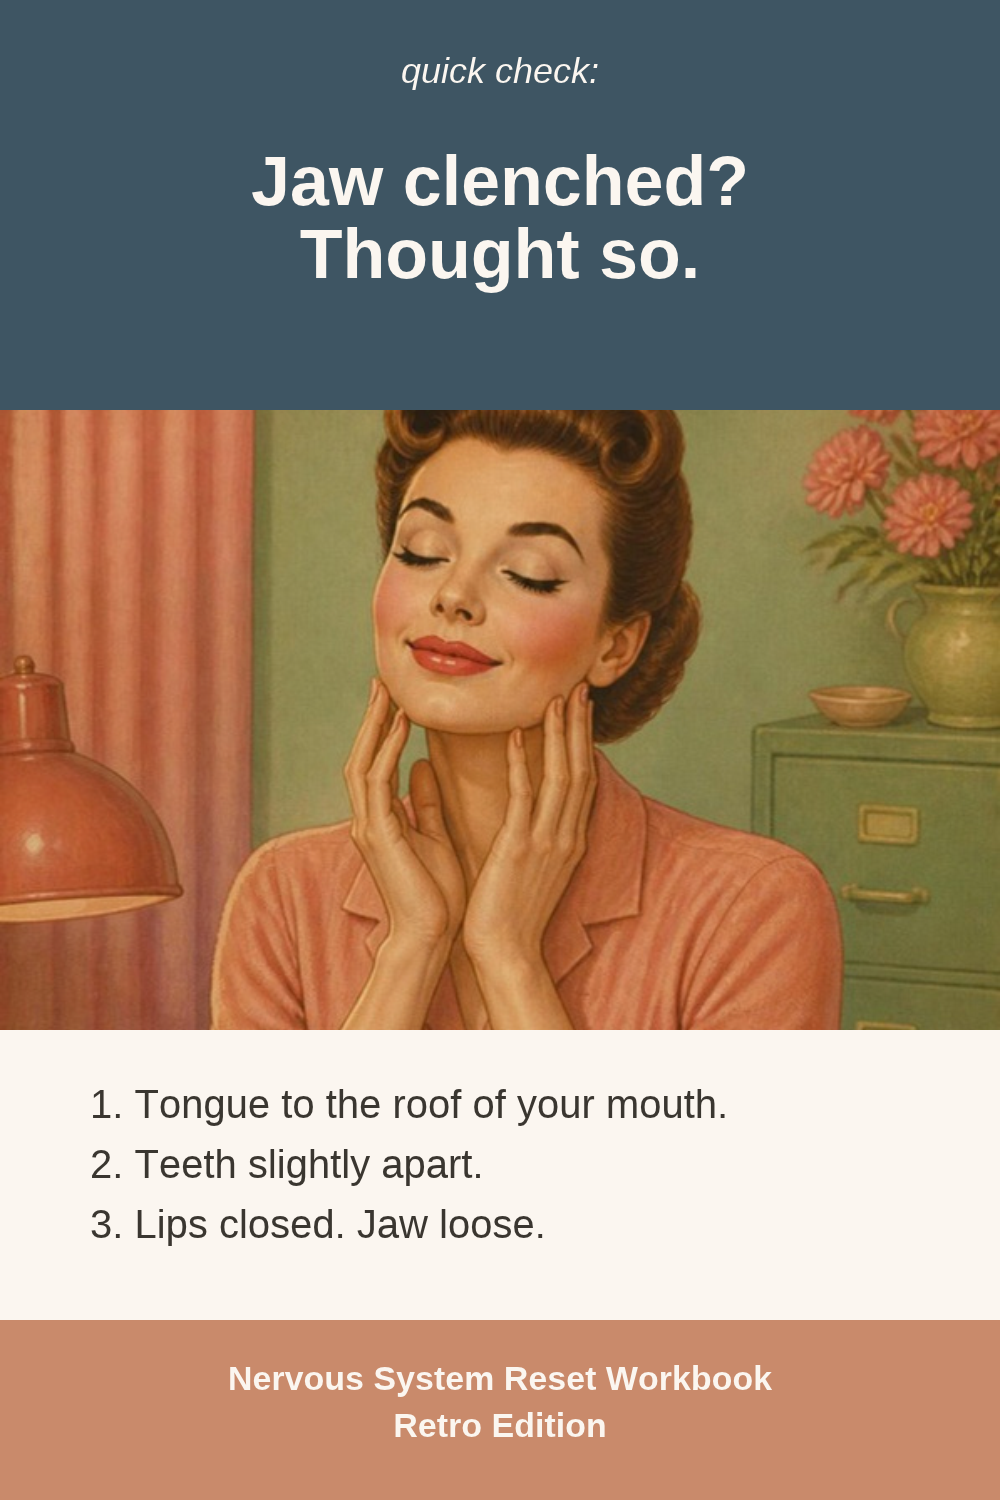 quick check:
Jaw clenched?
Thought so.
1. Tongue to the roof of your mouth.
2. Teeth slightly apart.
3. Lips closed. Jaw loose.
Nervous System Reset Workbook
Retro Edition